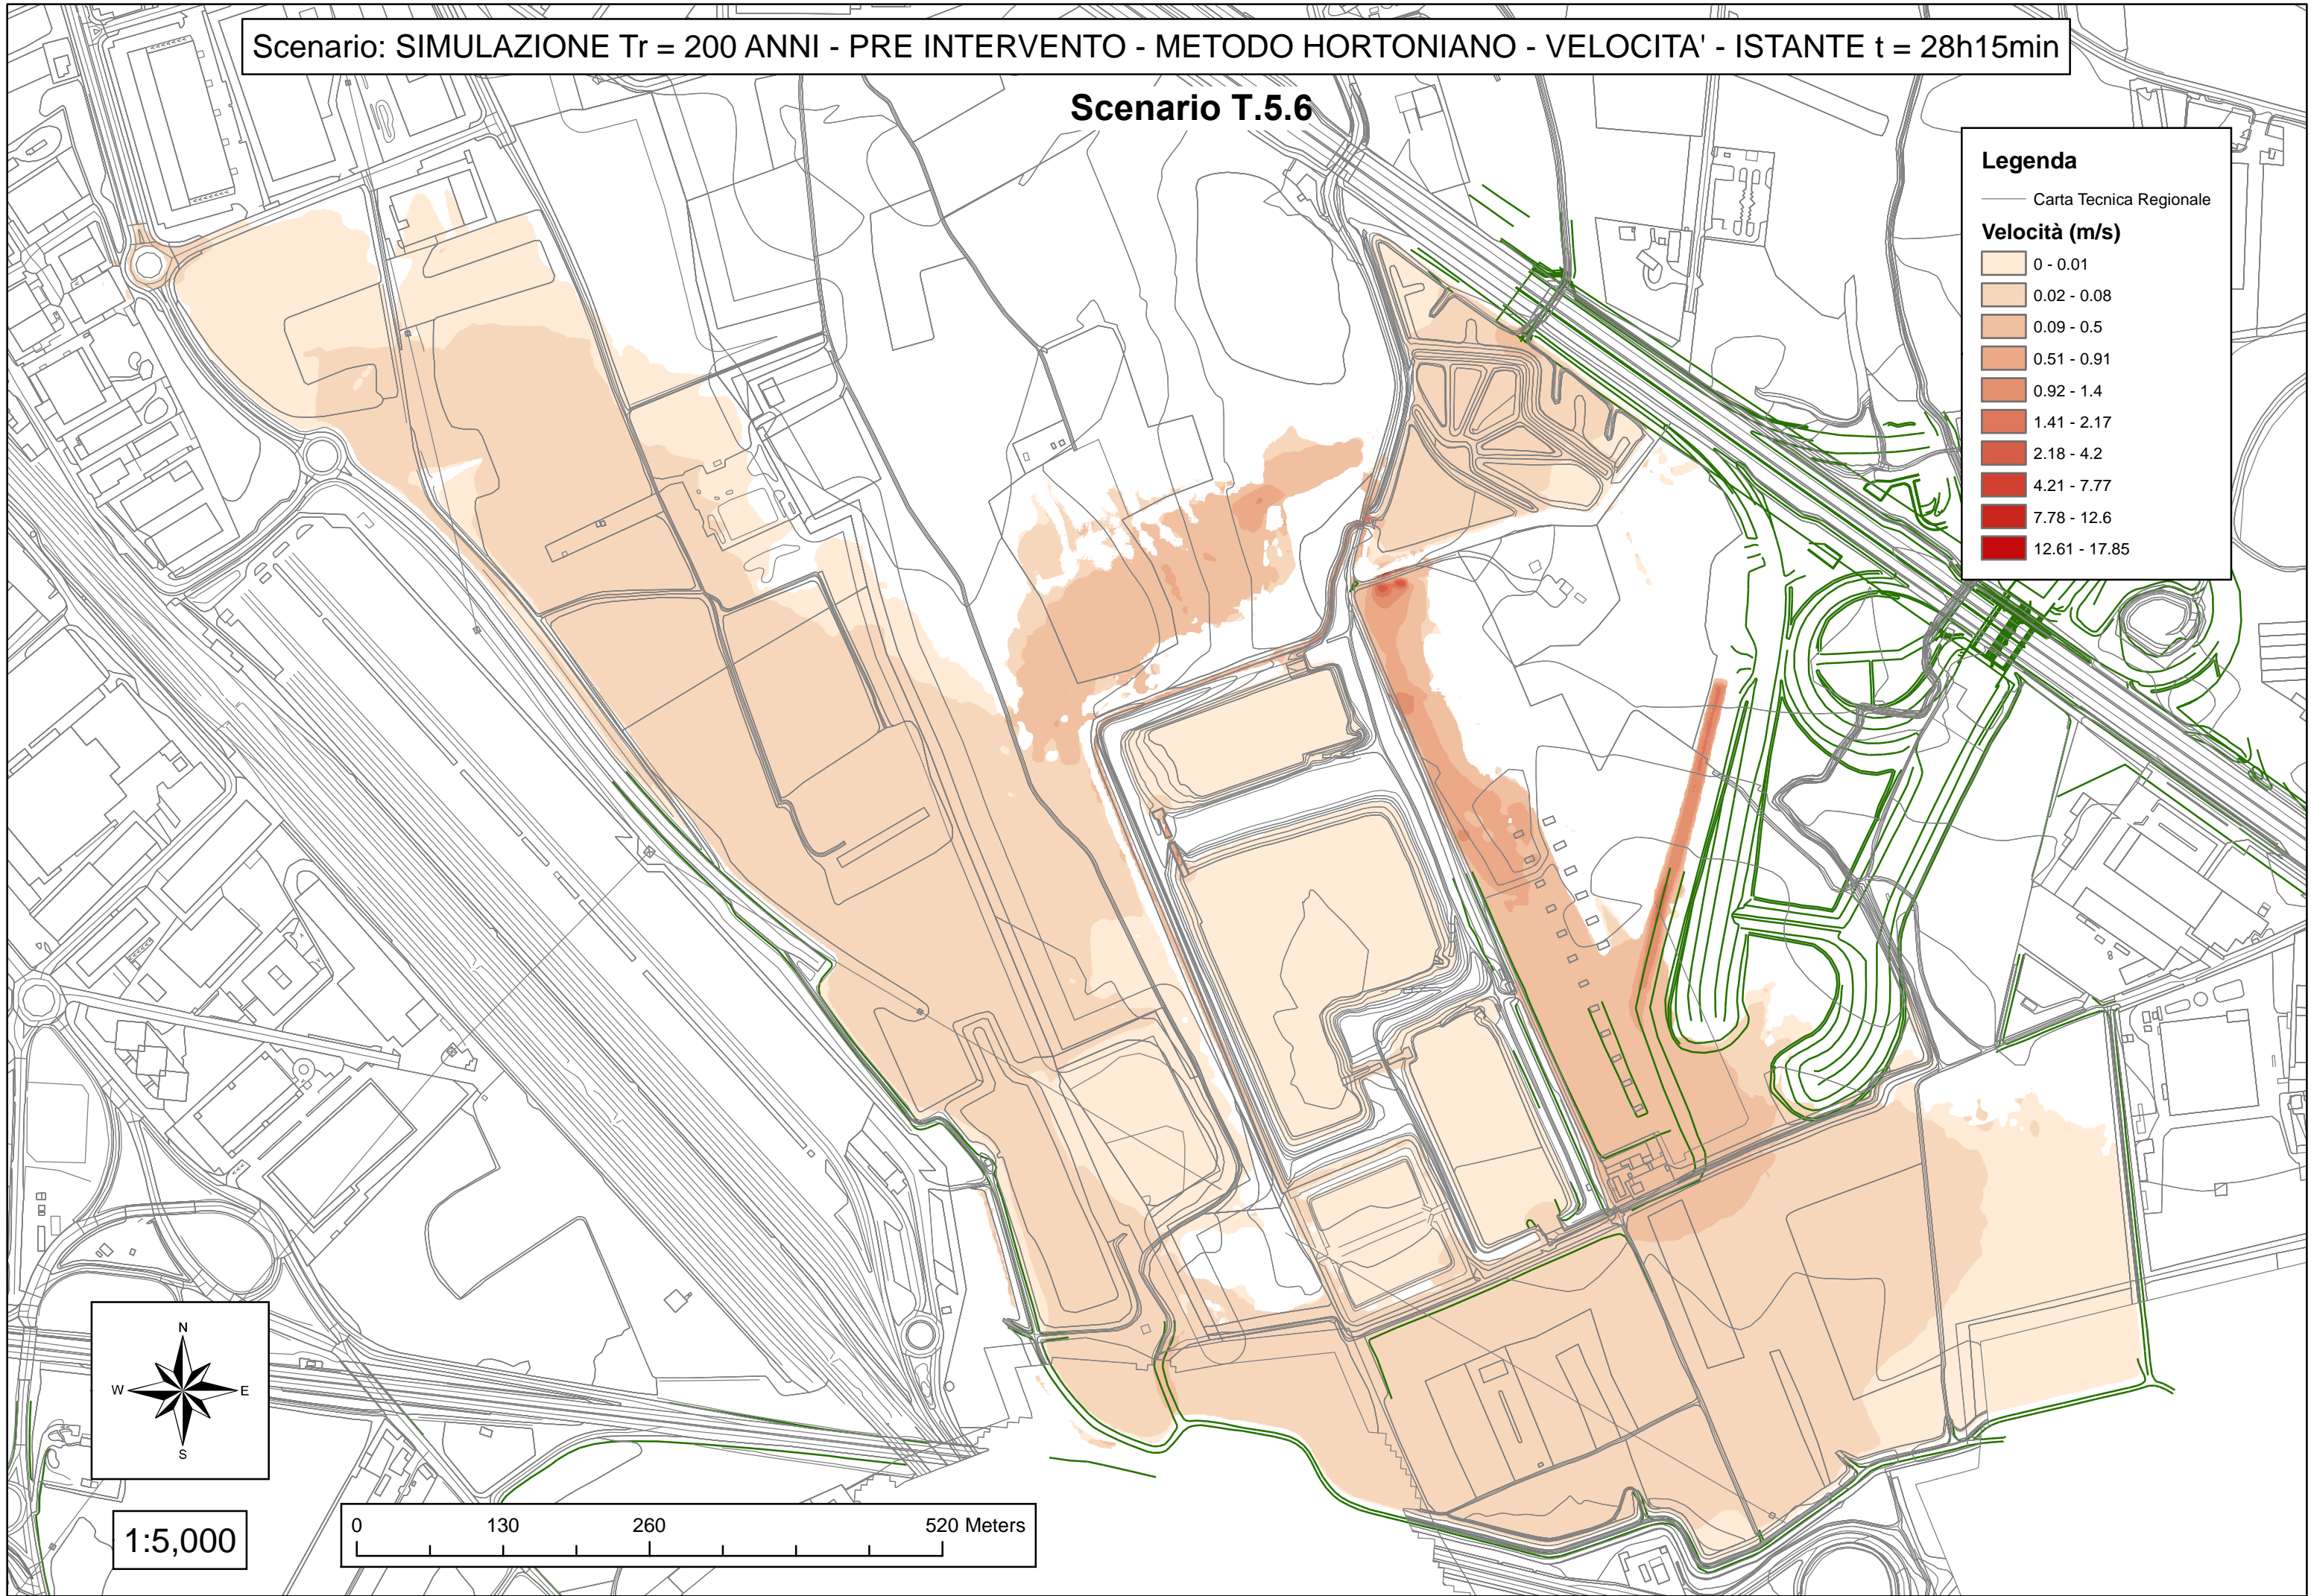 Scenario: SIMULAZIONE Tr = 200 ANNI - PRE INTERVENTO - METODO HORTONIANO - VELOCITA' - ISTANTE t = 28h15min
Scenario T.5.6
Legenda
Carta Tecnica Regionale
Velocità (m/s)
0 - 0.01
0.02 - 0.08
0.09 - 0.5
0.51 - 0.91
0.92 - 1.4
1.41 - 2.17
2.18 - 4.2
4.21 - 7.77
7.78 - 12.6
12.61 - 17.85
N
W E
S
1:5,000
0 130 260 520 Meters